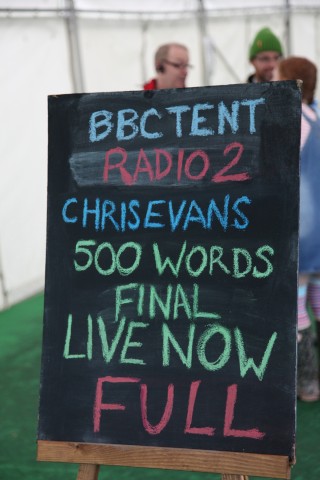 BBC TENT
RADIO 2
CHRIS EVANS
500 WORDS
FINAL
LIVE NOW
FULL